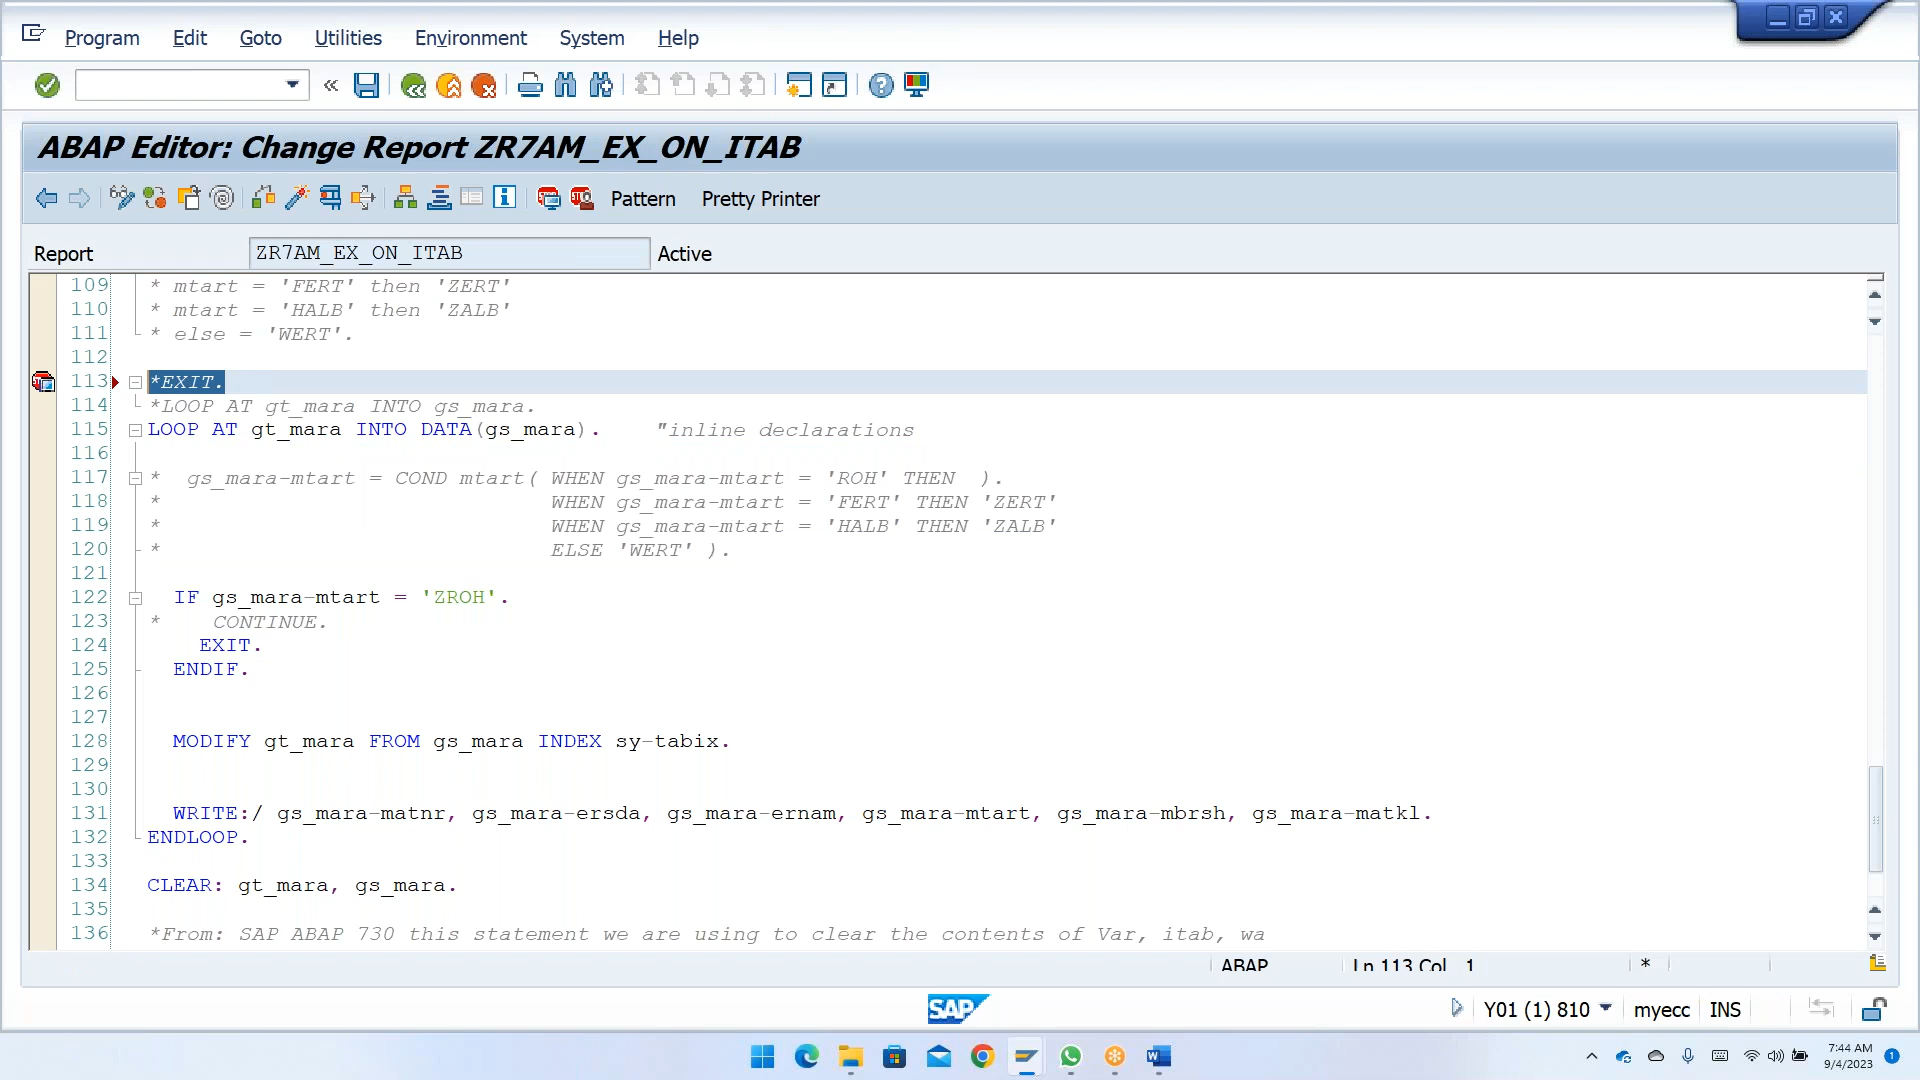 Program Edit Goto Utilities Environment System Help
ABAP Editor: Change Report ZR7AM_EX_ON_ITAB
Pattern Pretty Printer
Report ZR7AM_EX_ON_ITAB Active
109 * mtart = 'FERT' then 'ZERT'
110 * mtart = 'HALB' then 'ZALB'
111 * else = 'WERT'.
112
113 *EXIT.
114 *LOOP AT gt_mara INTO gs_mara.
115 LOOP AT gt_mara INTO DATA(gs_mara). "inline declarations
116
117 * gs_mara-mtart = COND mtart( WHEN gs_mara-mtart = 'ROH' THEN ).
118 * WHEN gs_mara-mtart = 'FERT' THEN 'ZERT'
119 * WHEN gs_mara-mtart = 'HALB' THEN 'ZALB'
120 * ELSE 'WERT' ).
121
122 IF gs_mara-mtart = 'ZROH'.
123 * CONTINUE.
124 EXIT.
125 ENDIF.
126
127
128 MODIFY gt_mara FROM gs_mara INDEX sy-tabix.
129
130
131 WRITE:/ gs_mara-matnr, gs_mara-ersda, gs_mara-ernam, gs_mara-mtart, gs_mara-mbrsh, gs_mara-matkl.
132 ENDLOOP.
133
134 CLEAR: gt_mara, gs_mara.
135
136 *From: SAP ABAP 730 this statement we are using to clear the contents of Var, itab, wa
ABAP Ln 113 Col 1 *
SAP Y01 (1) 810 myecc INS
7:44 AM
9/4/2023 1